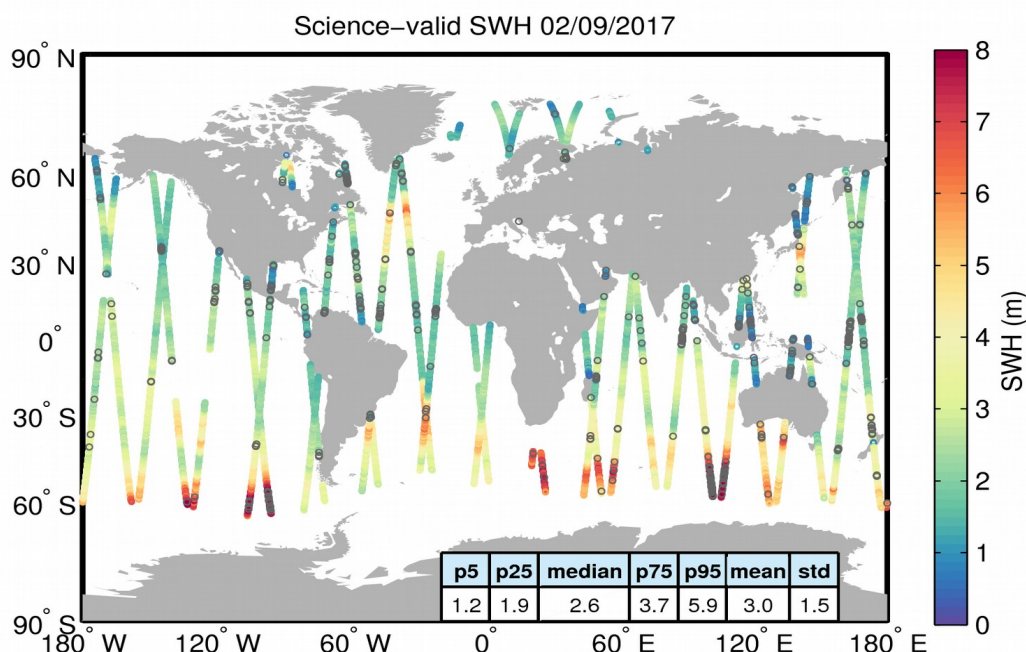 Science–valid SWH 02/09/2017
90° N
60° N
30° N
0°
30° S
60° S
90° S
180° W 120° W 60° W 0° 60° E 120° E 180° E
p5 p25 median p75 p95 mean std
1.2 1.9 2.6 3.7 5.9 3.0 1.5
8
7
6
5
4
3
2
1
0
SWH (m)